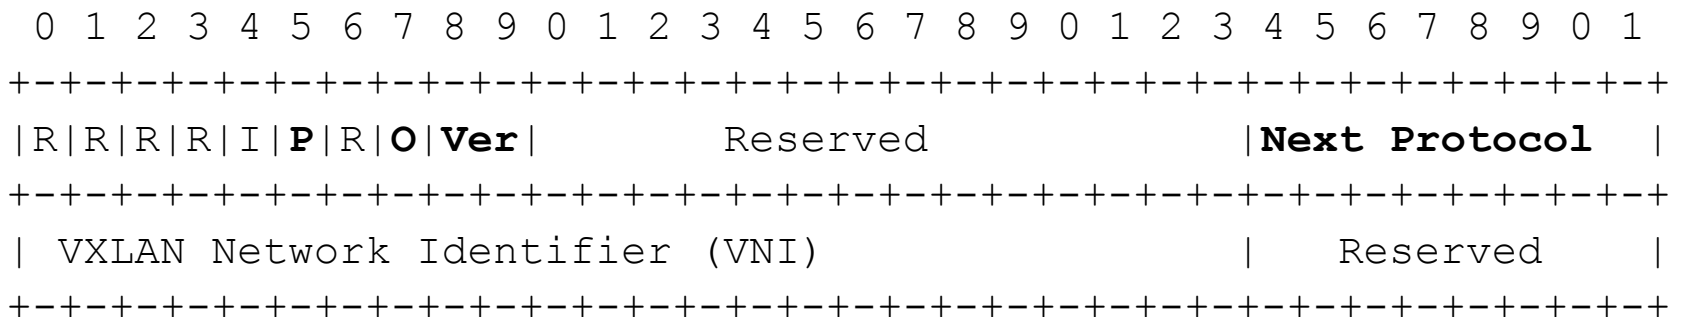 0 1 2 3 4 5 6 7 8 9 0 1 2 3 4 5 6 7 8 9 0 1 2 3 4 5 6 7 8 9 0 1
+-+-+-+-+-+-+-+-+-+-+-+-+-+-+-+-+-+-+-+-+-+-+-+-+-+-+-+-+-+-+-+-+
|R|R|R|R|I|P|R|O|Ver|       Reserved            |Next Protocol  |
+-+-+-+-+-+-+-+-+-+-+-+-+-+-+-+-+-+-+-+-+-+-+-+-+-+-+-+-+-+-+-+-+
| VXLAN Network Identifier (VNI)                |   Reserved    |
+-+-+-+-+-+-+-+-+-+-+-+-+-+-+-+-+-+-+-+-+-+-+-+-+-+-+-+-+-+-+-+-+